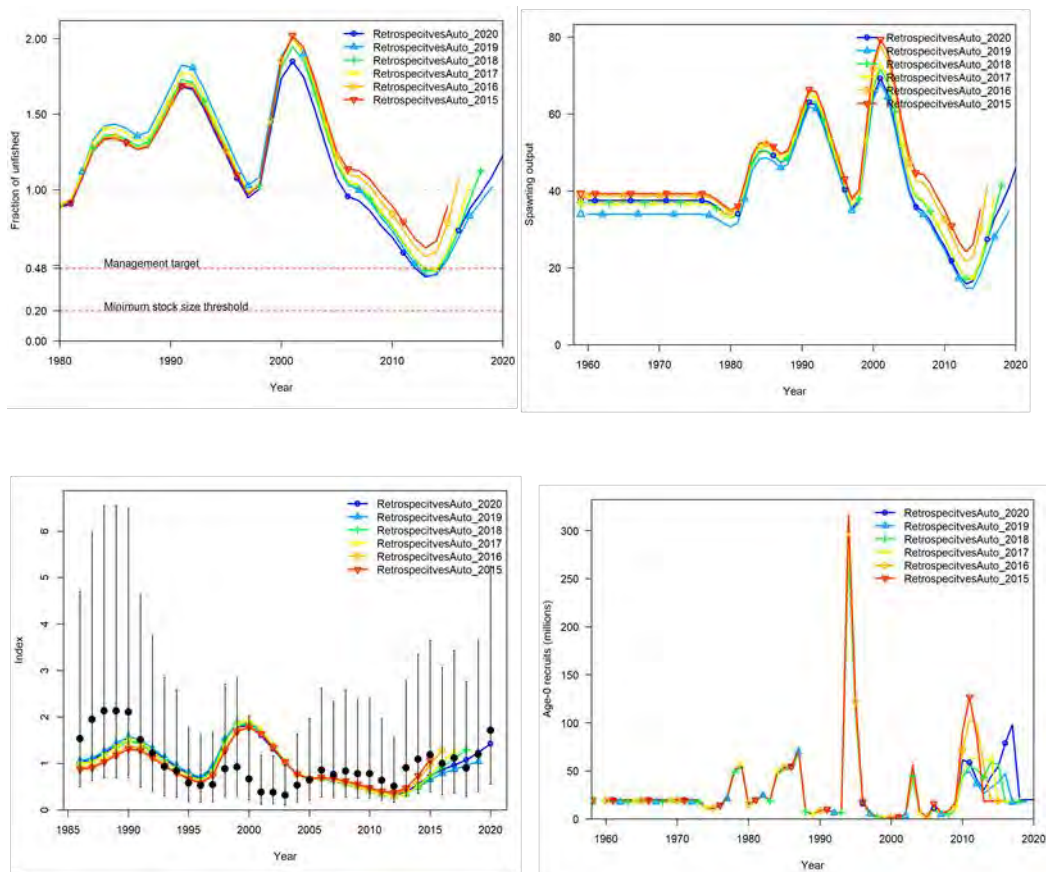 Fraction of unfished
2.00
1.50
1.00
0.48
0.20
0.00
RetrospecitvesAuto_2020
RetrospecitvesAuto_2019
RetrospecitvesAuto_2018
RetrospecitvesAuto_2017
RetrospecitvesAuto_2016
RetrospecitvesAuto_2015
Management target
Minimum stock size threshold
1980 1990 2000 2010 2020
Year
Spawning output
80
60
40
20
0
RetrospecitvesAuto_2020
RetrospecitvesAuto_2019
RetrospecitvesAuto_2018
RetrospecitvesAuto_2017
RetrospecitvesAuto_2016
RetrospecitvesAuto_2015
1960 1970 1980 1990 2000 2010 2020
Year
Index
6
5
4
3
2
1
0
RetrospecitvesAuto_2020
RetrospecitvesAuto_2019
RetrospecitvesAuto_2018
RetrospecitvesAuto_2017
RetrospecitvesAuto_2016
RetrospecitvesAuto_2015
1985 1990 1995 2000 2005 2010 2015 2020
Year
Age-0 recruits (millions)
300
250
200
150
100
50
0
RetrospecitvesAuto_2020
RetrospecitvesAuto_2019
RetrospecitvesAuto_2018
RetrospecitvesAuto_2017
RetrospecitvesAuto_2016
RetrospecitvesAuto_2015
1960 1970 1980 1990 2000 2010 2020
Year